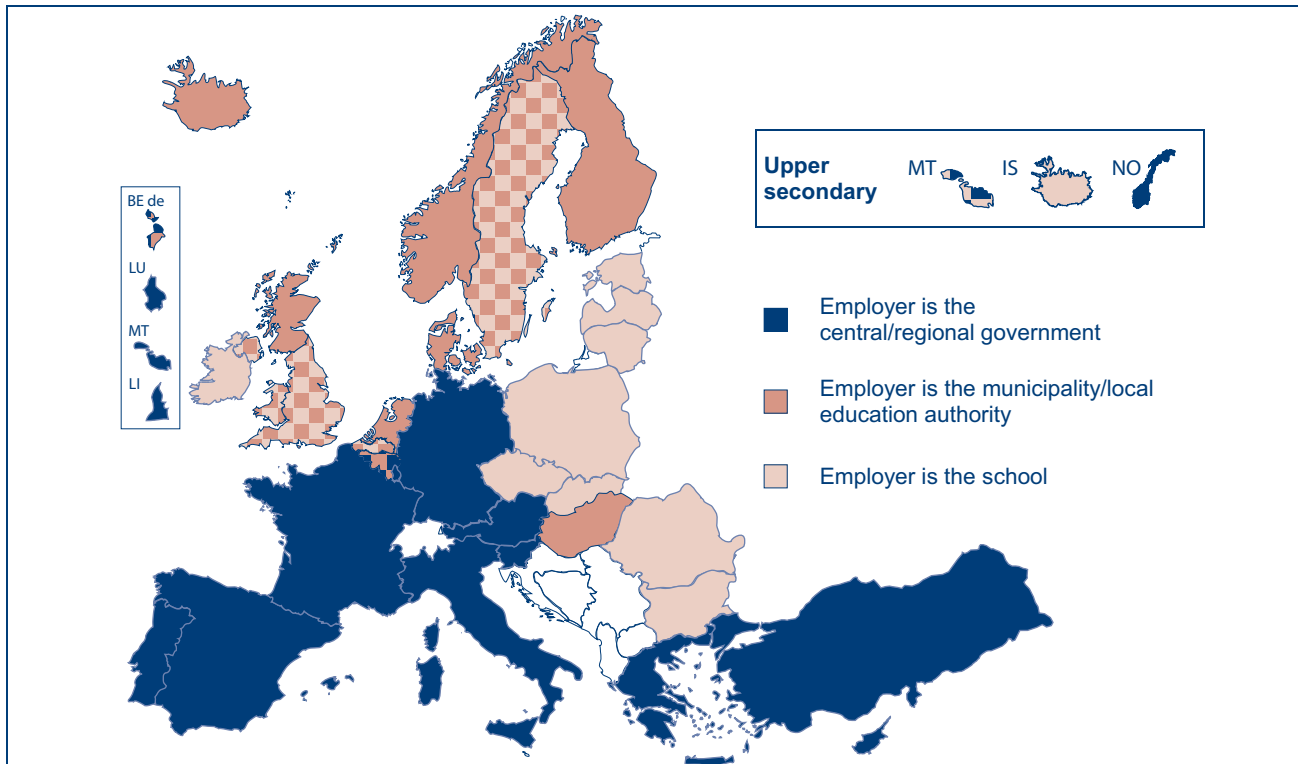 Upper
secondary
MT
IS
NO
BE de
LU
MT
LI
Employer is the
central/regional government
Employer is the municipality/local
education authority
Employer is the school